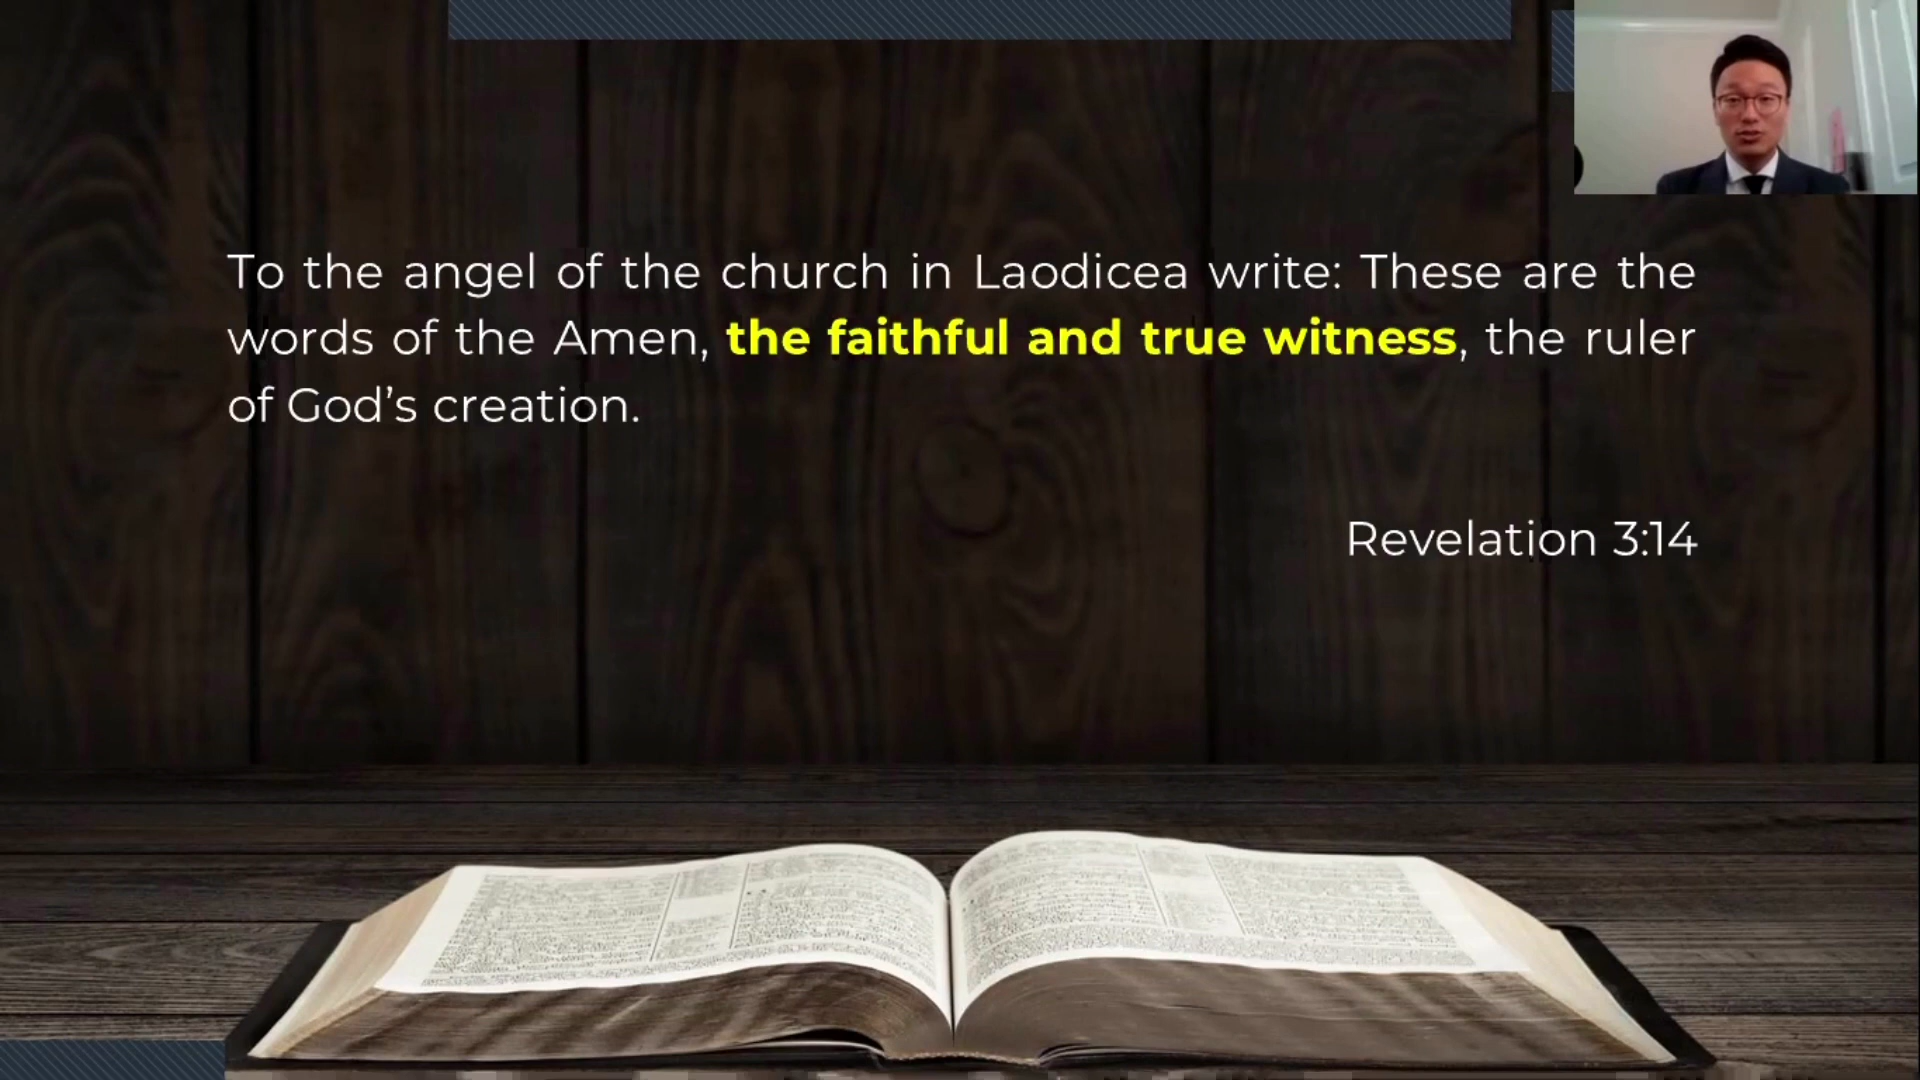 To the angel of the church in Laodicea write: These are the
words of the Amen, the faithful and true witness, the ruler
of God’s creation.
Revelation 3:14